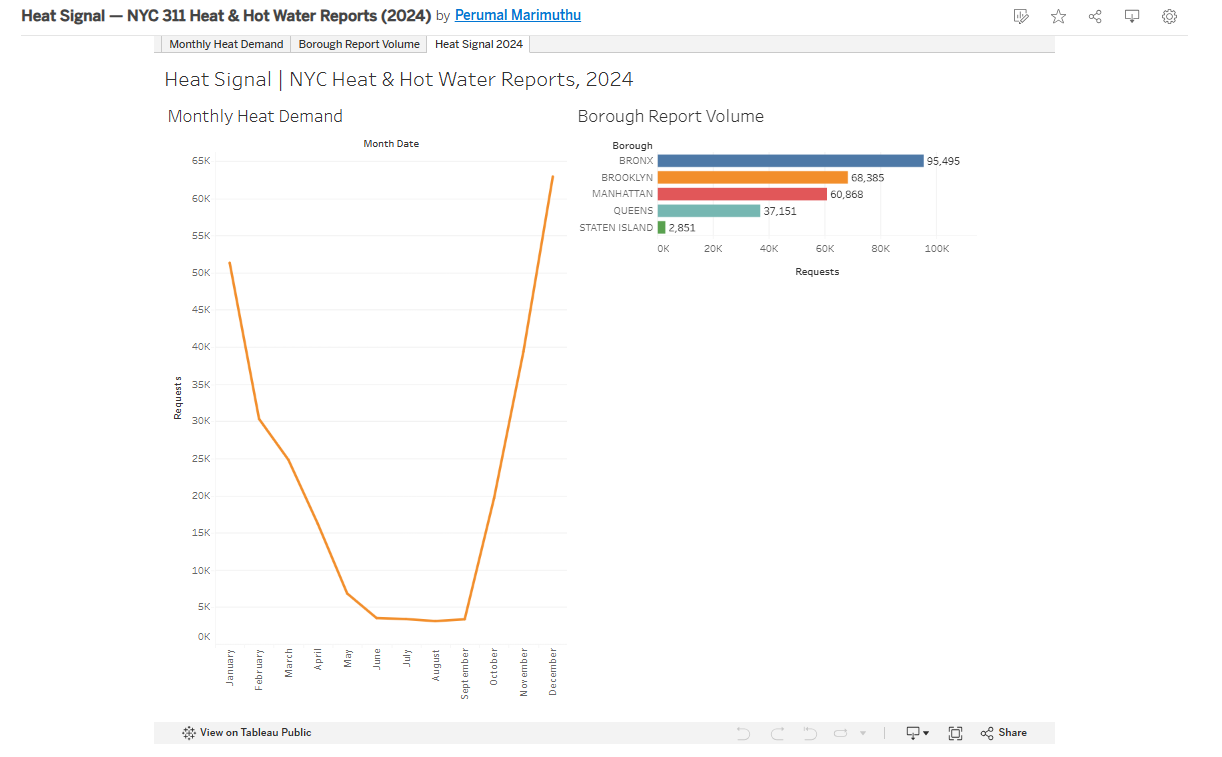 Heat Signal — NYC 311 Heat & Hot Water Reports (2024) by Perumal Marimuthu
Monthly Heat Demand Borough Report Volume Heat Signal 2024
Heat Signal | NYC Heat & Hot Water Reports, 2024
Monthly Heat Demand
Month Date
65K
60K
55K
50K
45K
40K
35K
30K
25K
20K
15K
10K
5K
0K
Requests
January
February
March
April
May
June
July
August
September
October
November
December
Borough Report Volume
Borough
BRONX 95,495
BROOKLYN 68,385
MANHATTAN 60,868
QUEENS 37,151
STATEN ISLAND 2,851
0K 20K 40K 60K 80K 100K
Requests
View on Tableau Public Share